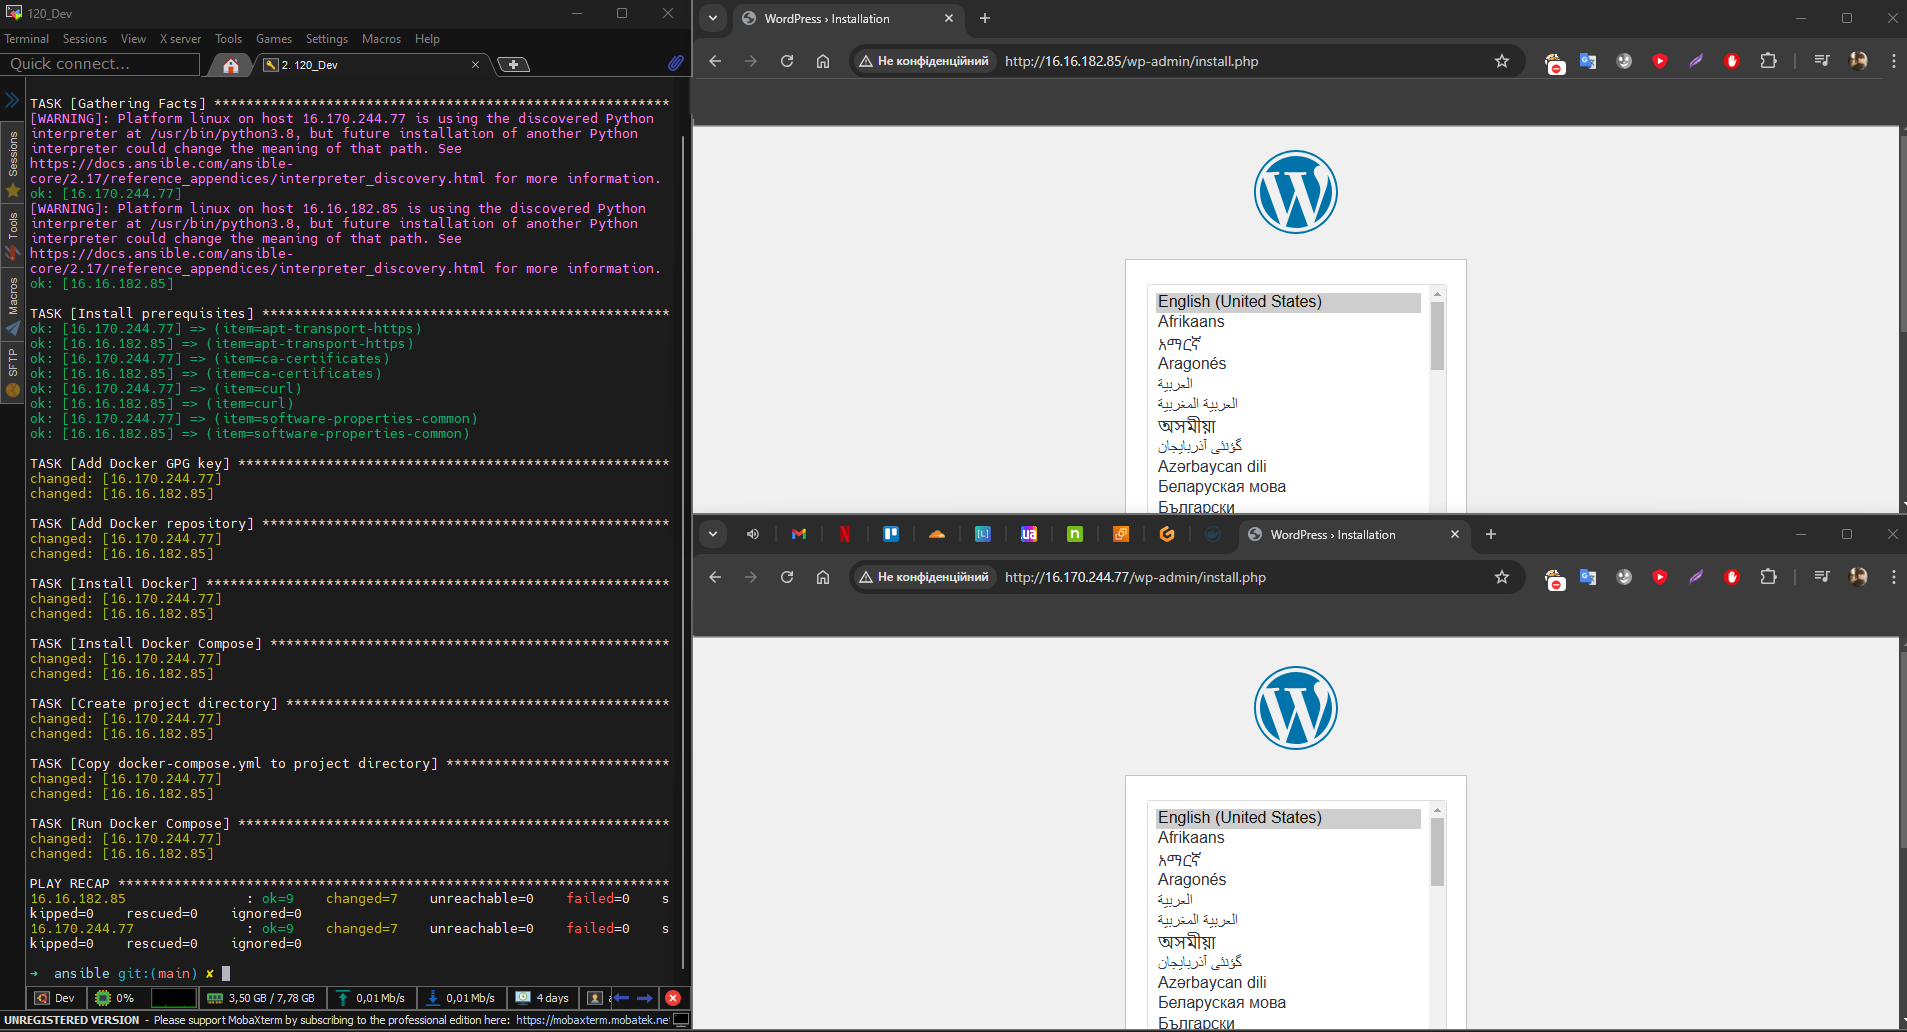 120_Dev
Terminal Sessions View X server Tools Games Settings Macros Help
Quick connect...
2. 120_Dev
Sessions
Tools
Macros
SFTP
TASK [Gathering Facts] *********************************************************
[WARNING]: Platform linux on host 16.170.244.77 is using the discovered Python
interpreter at /usr/bin/python3.8, but future installation of another Python
interpreter could change the meaning of that path. See
https://docs.ansible.com/ansible-
core/2.17/reference_appendices/interpreter_discovery.html for more information.
ok: [16.170.244.77]
[WARNING]: Platform linux on host 16.16.182.85 is using the discovered Python
interpreter at /usr/bin/python3.8, but future installation of another Python
interpreter could change the meaning of that path. See
https://docs.ansible.com/ansible-
core/2.17/reference_appendices/interpreter_discovery.html for more information.
ok: [16.16.182.85]
TASK [Install prerequisites] ***************************************************
ok: [16.170.244.77] => (item=apt-transport-https)
ok: [16.16.182.85] => (item=apt-transport-https)
ok: [16.170.244.77] => (item=ca-certificates)
ok: [16.16.182.85] => (item=ca-certificates)
ok: [16.170.244.77] => (item=curl)
ok: [16.16.182.85] => (item=curl)
ok: [16.170.244.77] => (item=software-properties-common)
ok: [16.16.182.85] => (item=software-properties-common)
TASK [Add Docker GPG key] ******************************************************
changed: [16.170.244.77]
changed: [16.16.182.85]
TASK [Add Docker repository] ***************************************************
changed: [16.170.244.77]
changed: [16.16.182.85]
TASK [Install Docker] **********************************************************
changed: [16.170.244.77]
changed: [16.16.182.85]
TASK [Install Docker Compose] **************************************************
changed: [16.170.244.77]
changed: [16.16.182.85]
TASK [Create project directory] ************************************************
changed: [16.170.244.77]
changed: [16.16.182.85]
TASK [Copy docker-compose.yml to project directory] ****************************
changed: [16.170.244.77]
changed: [16.16.182.85]
TASK [Run Docker Compose] ******************************************************
changed: [16.170.244.77]
changed: [16.16.182.85]
PLAY RECAP *********************************************************************
16.16.182.85 : ok=9 changed=7 unreachable=0 failed=0 s
kipped=0 rescued=0 ignored=0
16.170.244.77 : ok=9 changed=7 unreachable=0 failed=0 s
kipped=0 rescued=0 ignored=0
➜ ansible git:(main) ✗
Dev 0% 3,50 GB / 7,78 GB 0,01 Mb/s 0,01 Mb/s 4 days
UNREGISTERED VERSION - Please support MobaXterm by subscribing to the professional edition here: https://mobaxterm.mobatek.net
WordPress › Installation
Не конфіденційний http://16.16.182.85/wp-admin/install.php
English (United States)
Afrikaans
አማርኛ
Aragonés
العربية
العربية المغربية
অসমীয়া
گؤنئی آذربایجان
Azərbaycan dili
Беларуская мова
Български
WordPress › Installation
Не конфіденційний http://16.170.244.77/wp-admin/install.php
English (United States)
Afrikaans
አማርኛ
Aragonés
العربية
العربية المغربية
অসমীয়া
گؤنئی آذربایجان
Azərbaycan dili
Беларуская мова
Български